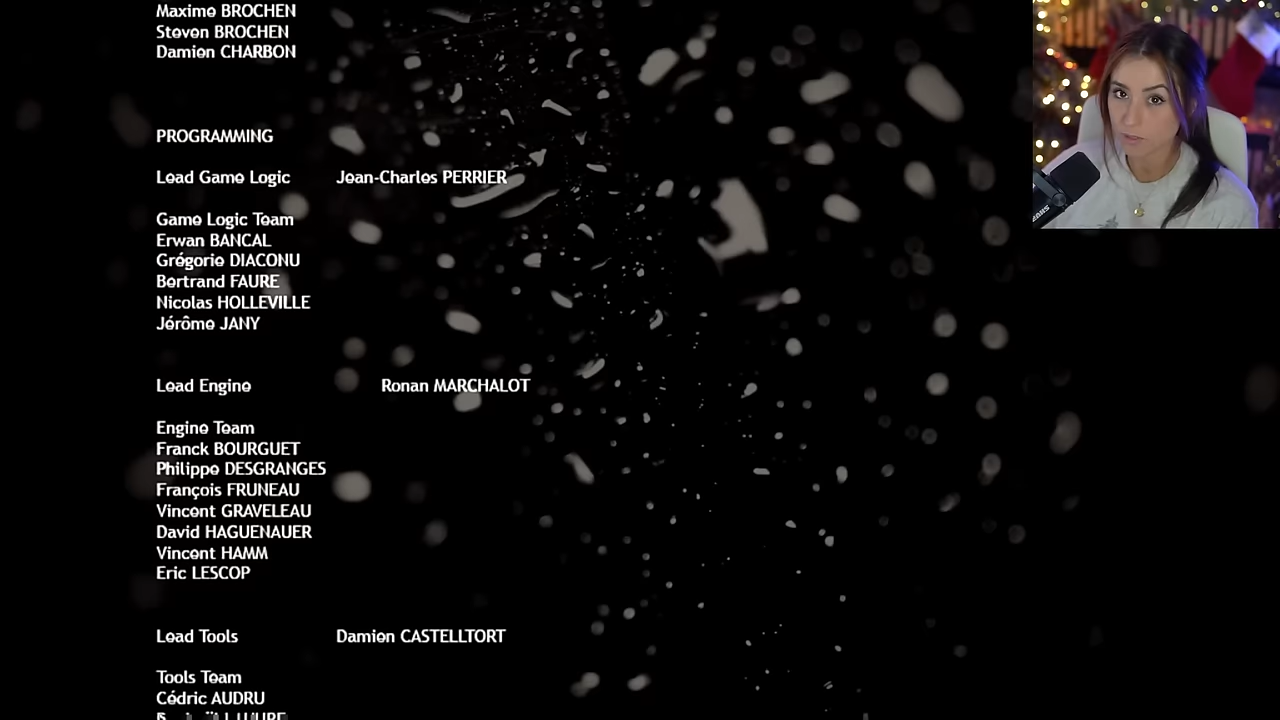 Maxime BROCHEN
Steven BROCHEN
Damien CHARBON
PROGRAMMING
Lead Game Logic Jean-Charles PERRIER
Game Logic Team
Erwan BANCAL
Grégorie DIACONU
Bertrand FAURE
Nicolas HOLLEVILLE
Jérôme JANY
Lead Engine Ronan MARCHALOT
Engine Team
Franck BOURGUET
Philippe DESGRANGES
François FRUNEAU
Vincent GRAVELEAU
David HAGUENAUER
Vincent HAMM
Eric LESCOP
Lead Tools Damien CASTELLTORT
Tools Team
Cédric AUDRU